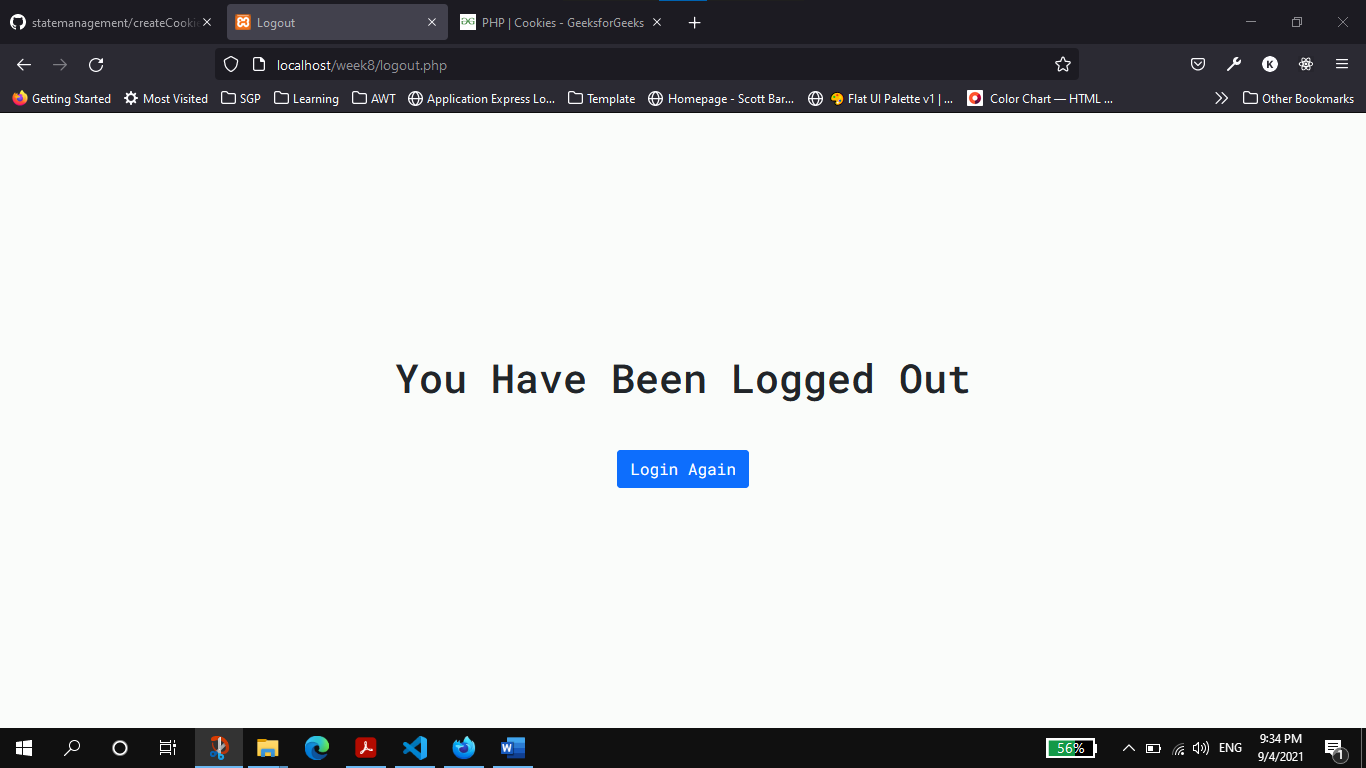 statemanagement/createCookie
Logout
PHP | Cookies - GeeksforGeeks
localhost/week8/logout.php
K
Getting Started
Most Visited
SGP
Learning
AWT
Application Express Lo...
Template
Homepage - Scott Bar...
Flat UI Palette v1 | ...
Color Chart — HTML ...
Other Bookmarks
You Have Been Logged Out
Login Again
56%
ENG
9:34 PM
9/4/2021
1